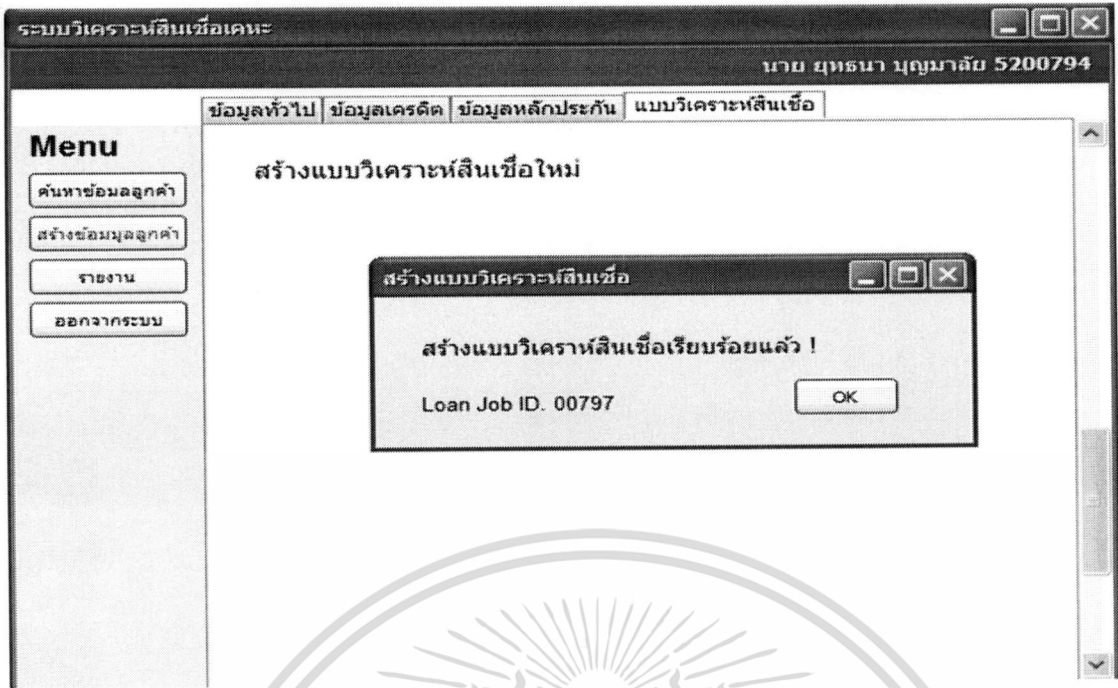 ระบบวิเคราะห์สินเชื่อเคหะ
นาย ยุทธนา บุญมาลัย 5200794
ข้อมูลทั่วไป ข้อมูลเครดิต ข้อมูลหลักประกัน แบบวิเคราะห์สินเชื่อ
Menu
ค้นหาข้อมลลูกค้า
สร้างข้อมมูลลูกค้า
รายงาน
ออกจากระบบ
สร้างแบบวิเคราะห์สินเชื่อใหม่
สร้างแบบวิเคราะห์สินเชื่อ
สร้างแบบวิเคราห์สินเชื่อเรียบร้อยแล้ว !
Loan Job ID. 00797
OK